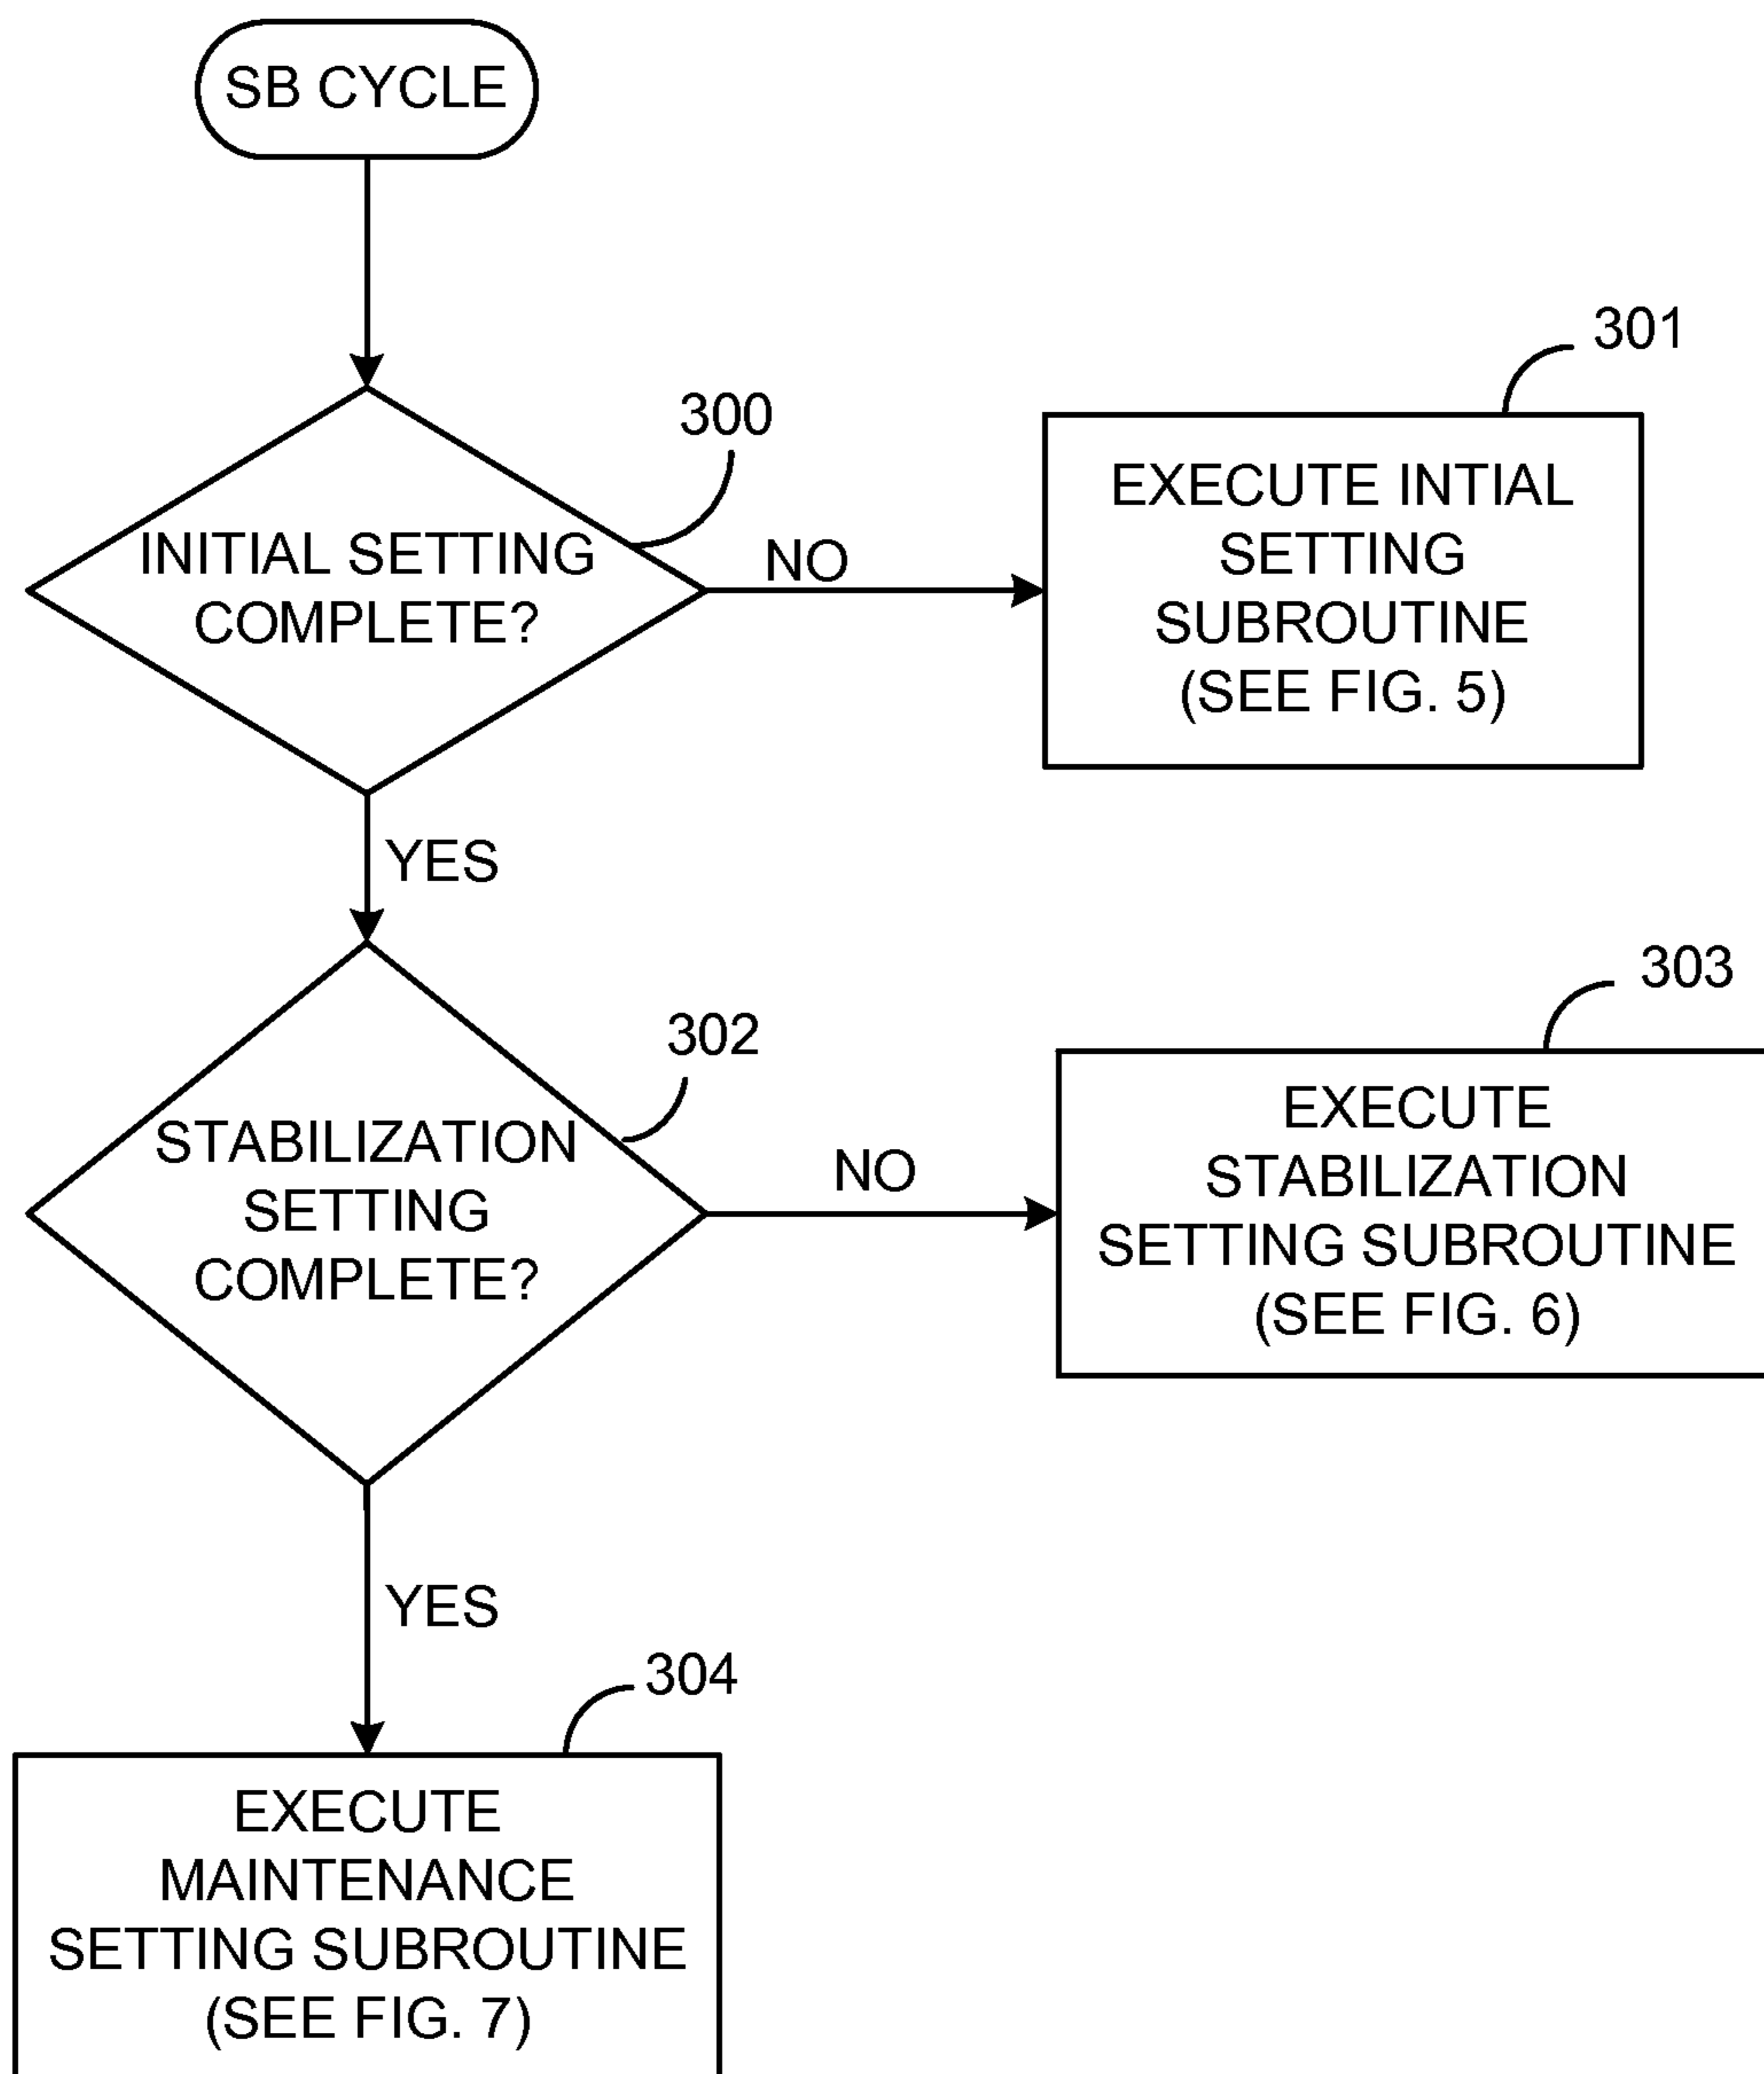 SB CYCLE
301
300
INITIAL SETTING
COMPLETE?
NO
EXECUTE INTIAL
SETTING
SUBROUTINE
(SEE FIG. 5)
YES
303
302
STABILIZATION
SETTING
COMPLETE?
NO
EXECUTE
STABILIZATION
SETTING SUBROUTINE
(SEE FIG. 6)
YES
304
EXECUTE
MAINTENANCE
SETTING SUBROUTINE
(SEE FIG. 7)